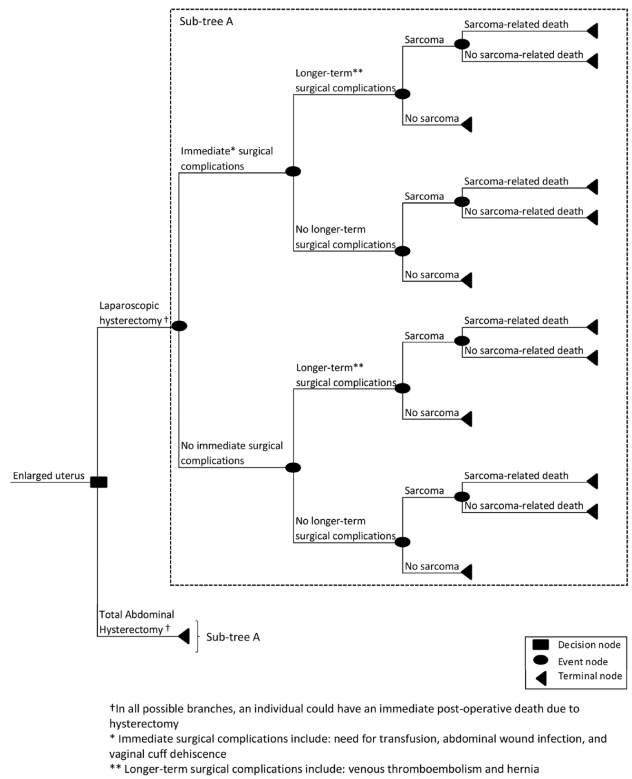 Sub-tree A
Sarcoma-related death
Sarcoma
No sarcoma-related death
Longer-term**
surgical complications
No sarcoma
Immediate* surgical
complications
Sarcoma-related death
Sarcoma
No sarcoma-related death
No longer-term
surgical complications
No sarcoma
Laparoscopic
hysterectomy †
Sarcoma-related death
Sarcoma
No sarcoma-related death
Longer-term**
surgical complications
No sarcoma
No immediate surgical
complications
Enlarged uterus
Sarcoma-related death
Sarcoma
No sarcoma-related death
No longer-term
surgical complications
No sarcoma
Total Abdominal
Hysterectomy †
Sub-tree A
Decision node
Event node
Terminal node
†In all possible branches, an individual could have an immediate post-operative death due to
hysterectomy
* Immediate surgical complications include: need for transfusion, abdominal wound infection, and
vaginal cuff dehiscence
** Longer-term surgical complications include: venous thromboembolism and hernia